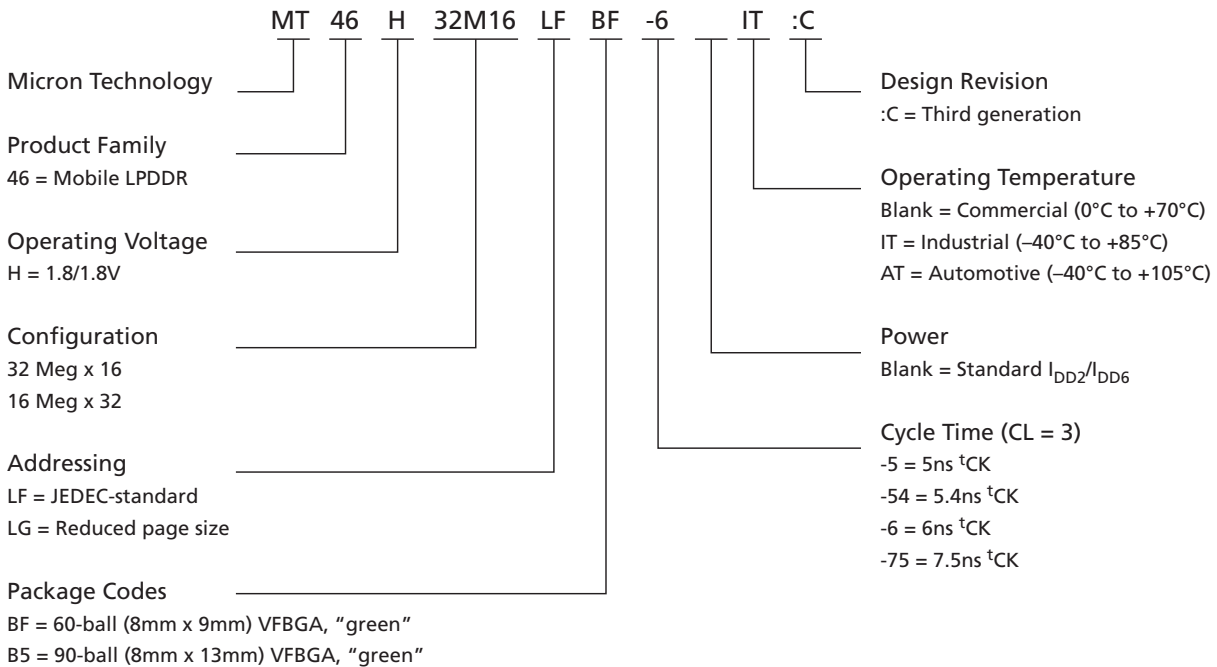 MT 46 H 32M16 LF BF -6 IT :C
Micron Technology
Product Family
46 = Mobile LPDDR
Operating Voltage
H = 1.8/1.8V
Configuration
32 Meg x 16
16 Meg x 32
Addressing
LF = JEDEC-standard
LG = Reduced page size
Package Codes
BF = 60-ball (8mm x 9mm) VFBGA, “green”
B5 = 90-ball (8mm x 13mm) VFBGA, “green”
Design Revision
:C = Third generation
Operating Temperature
Blank = Commercial (0°C to +70°C)
IT = Industrial (–40°C to +85°C)
AT = Automotive (–40°C to +105°C)
Power
Blank = Standard IDD2/IDD6
Cycle Time (CL = 3)
-5 = 5ns tCK
-54 = 5.4ns tCK
-6 = 6ns tCK
-75 = 7.5ns tCK